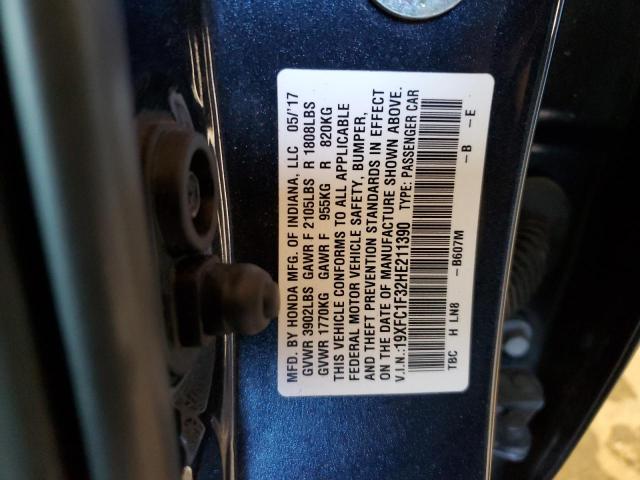 MFD. BY HONDA MFG. OF INDIANA, LLC 05/'17
GVWR 3902LBS GAWR F 2105LBS R 1808LBS
GVWR 1770KG GAWR F 955KG R 820KG
THIS VEHICLE CONFORMS TO ALL APPLICABLE
FEDERAL MOTOR VEHICLE SAFETY, BUMPER,
AND THEFT PREVENTION STANDARDS IN EFFECT
ON THE DATE OF MANUFACTURE SHOWN ABOVE.
V.I.N.:19XFC1F32HE211390 TYPE: PASSENGER CAR
-B607M -B -E
TBC H LN8